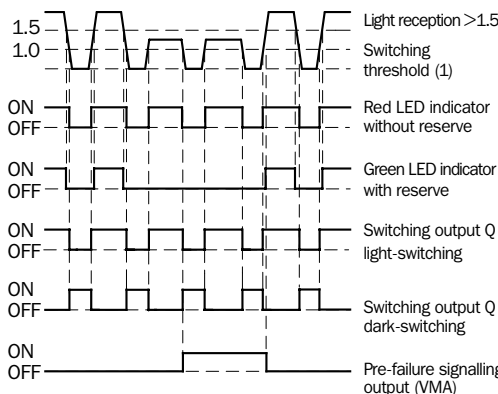 Light reception >1.5
1.5
1.0
Switching
threshold (1)
ON
OFF
Red LED indicator
without reserve
ON
OFF
Green LED indicator
with reserve
ON
OFF
Switching output Q
light-switching
ON
OFF
Switching output Q
dark-switching
ON
OFF
Pre-failure signalling
output (VMA)